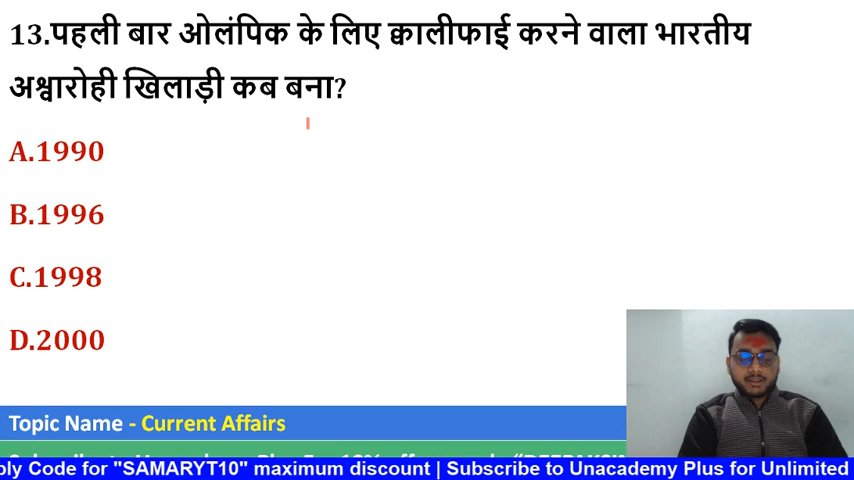 13.पहली बार ओलंपिक के लिए क्वालीफाई करने वाला भारतीय
अश्वारोही खिलाड़ी कब बना?
A.1990
B.1996
C.1998
D.2000
Topic Name - Current Affairs
ply Code for "SAMARYT10" maximum discount | Subscribe to Unacademy Plus for Unlimited